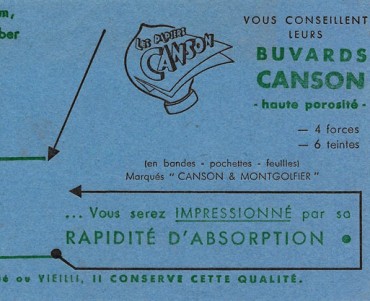 m,
ber
LES PAPIERS
CANSON
VOUS CONSEILLENT
LEURS
BUVARDS
CANSON
- haute porosité -
— 4 forces
— 6 teintes
(en bandes - pochettes - feuilles)
Marqués “ CANSON & MONTGOLFIER ”
... Vous serez IMPRESSIONNÉ par sa
RAPIDITÉ D'ABSORPTION
ou VIEILLI, il CONSERVE CETTE QUALITÉ.